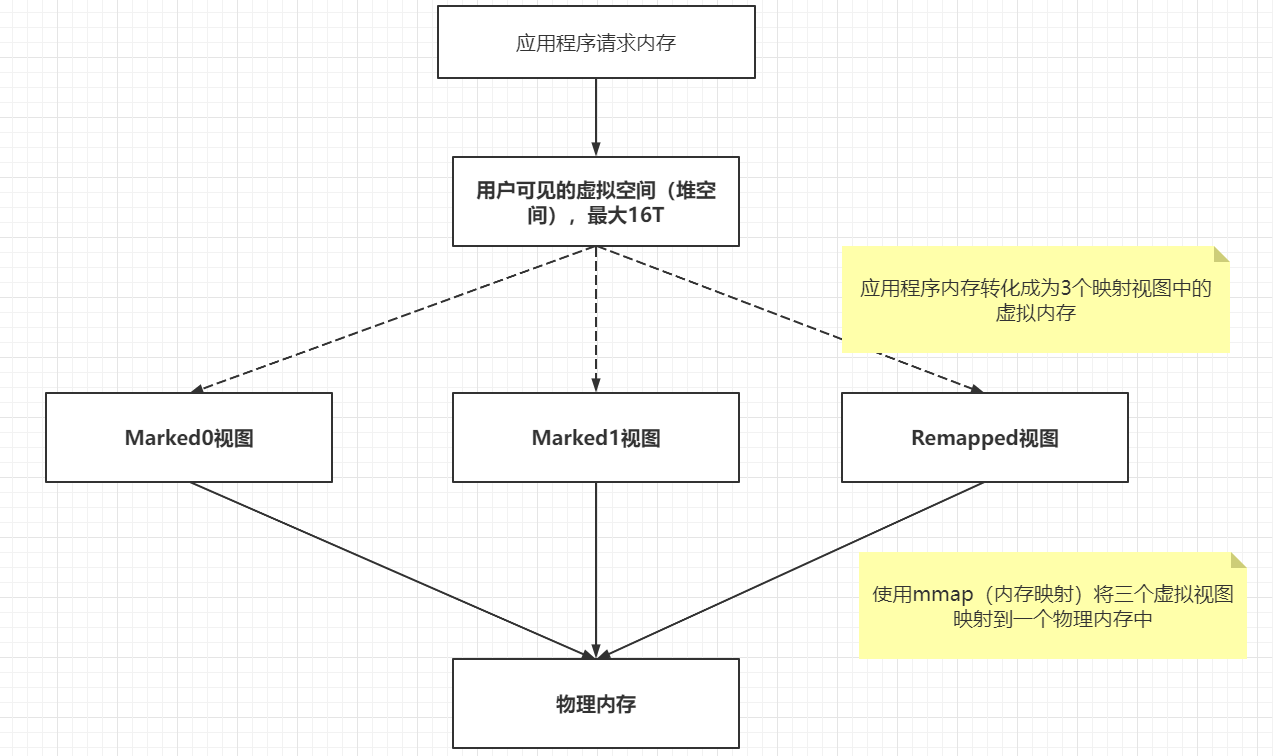 应用程序请求内存
用户可见的虚拟空间（堆空
间），最大16T
应用程序内存转化成为3个映射视图中的
虚拟内存
Marked0视图
Marked1视图
Remapped视图
使用mmap（内存映射）将三个虚拟视图
映射到一个物理内存中
物理内存